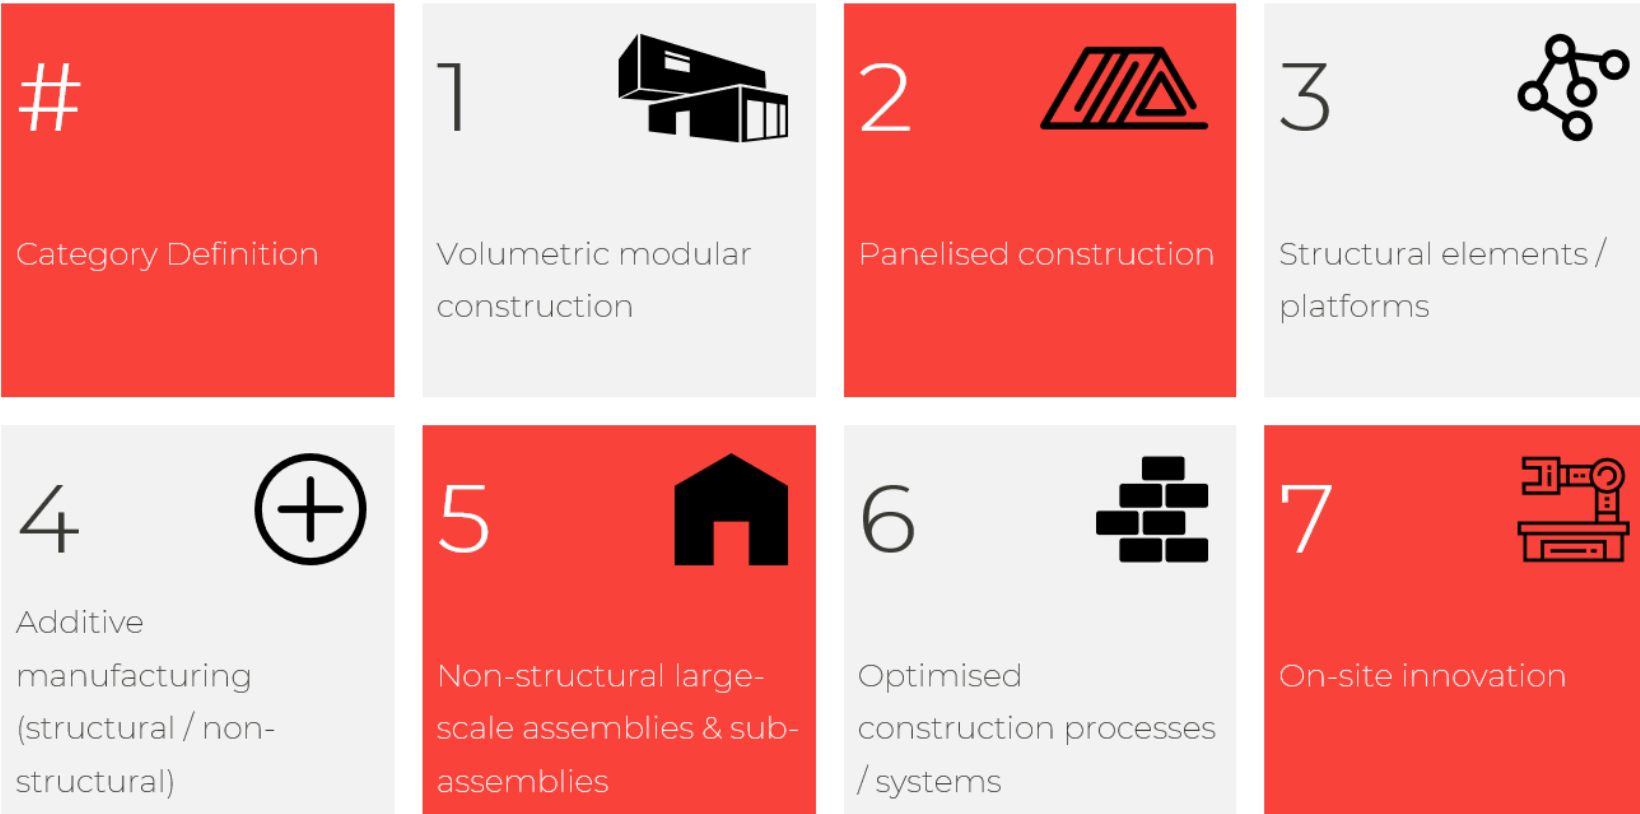 #
Category Definition
1
Volumetric modular
construction
2
Panelised construction
3
Structural elements /
platforms
4
Additive
manufacturing
(structural / non-
structural)
5
Non-structural large-
scale assemblies & sub-
assemblies
6
Optimised
construction processes
/ systems
7
On-site innovation